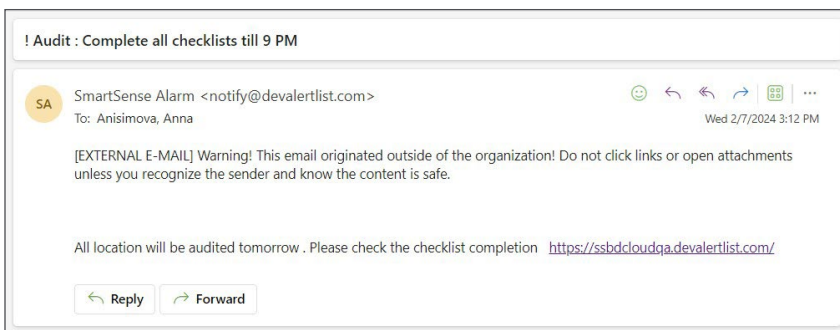 ! Audit : Complete all checklists till 9 PM
SA
SmartSense Alarm <notify@devalertlist.com>
To: Anisimova, Anna
Wed 2/7/2024 3:12 PM
[EXTERNAL E-MAIL] Warning! This email originated outside of the organization! Do not click links or open attachments
unless you recognize the sender and know the content is safe.
All location will be audited tomorrow . Please check the checklist completion https://ssbdcloudqa.devalertlist.com/
Reply
Forward